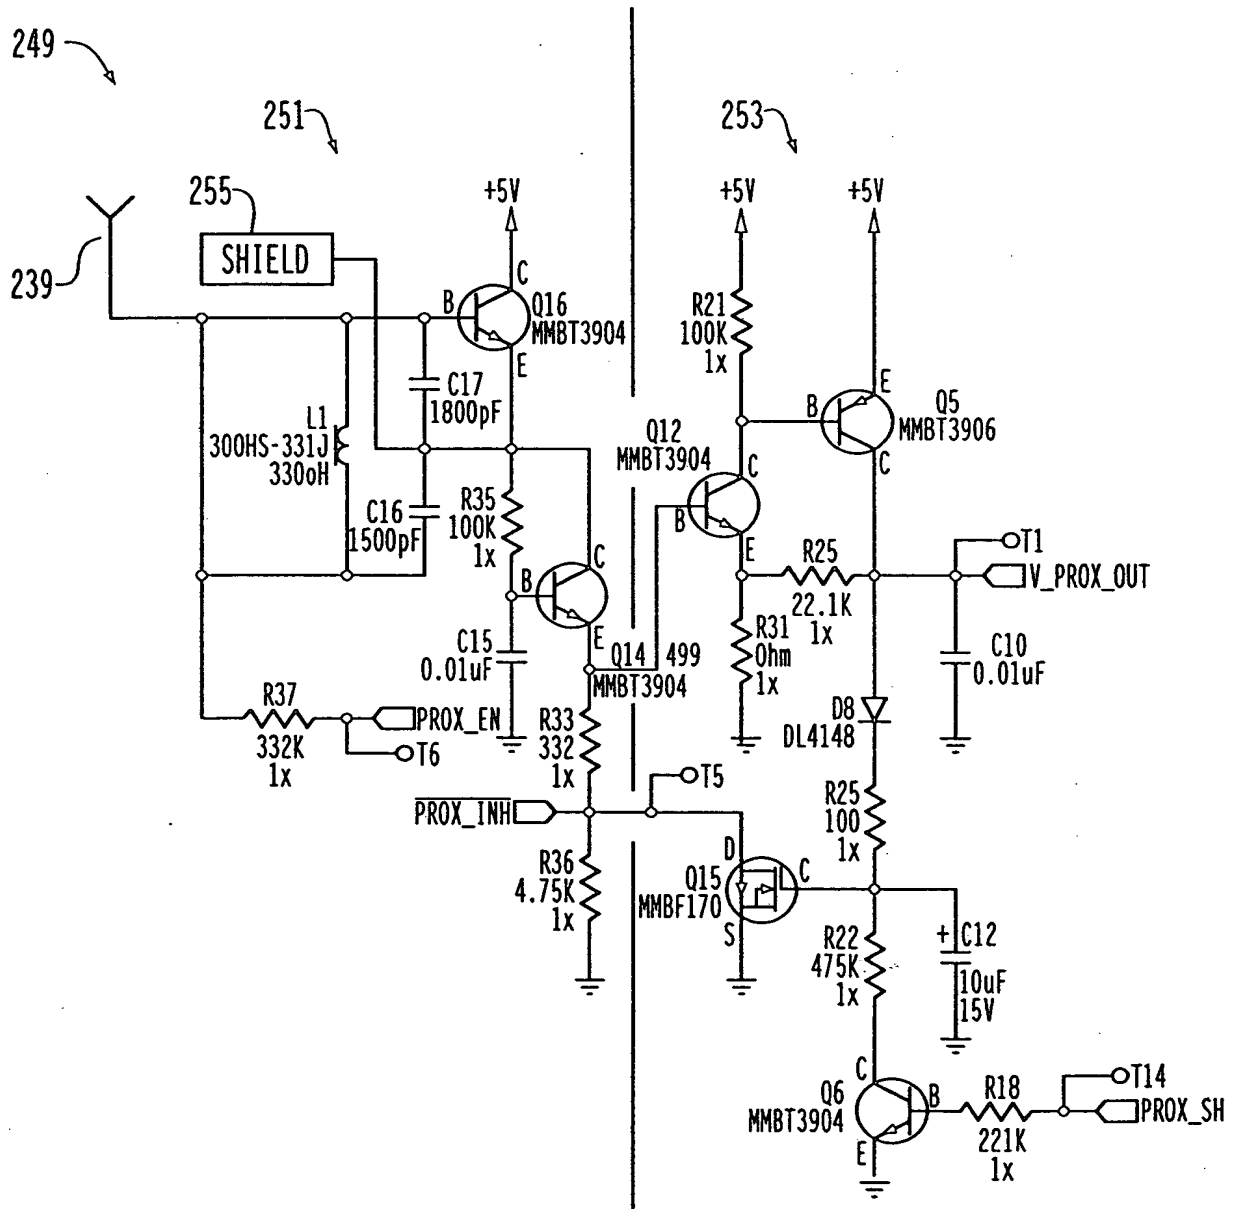 249
251
253
255
SHIELD
239
+5V
C
B
Q16
MMBT3904
E
C17
1800pF
L1
300HS-331J
330oH
C16
1500pF
R35
100K
1x
C
B
E
C15
0.01uF
Q14
499
MMBT3904
R37
332K
1x
PROX_EN
T6
R33
332
1x
PROX_INH
T5
R36
4.75K
1x
+5V
+5V
R21
100K
1x
E
B
Q5
MMBT3906
C
Q12
MMBT3904
C
B
E
R25
22.1K
1x
T1
V_PROX_OUT
R31
Ohm
1x
C10
0.01uF
D8
DL4148
R25
100
1x
D
Q15
MMBF170
C
S
R22
475K
1x
+
C12
10uF
15V
C
Q6
MMBT3904
B
E
R18
221K
1x
T14
PROX_SH